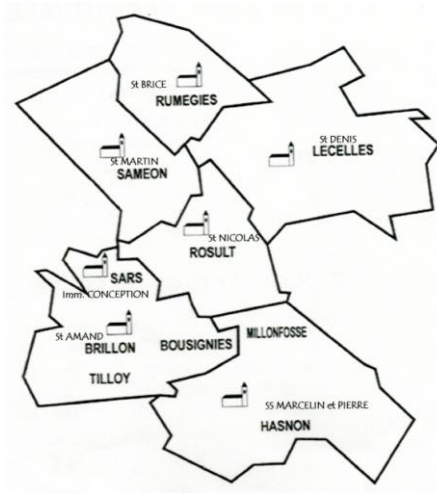 St BRICE
RUMEGIES
St DENIS
LECELLES
St MARTIN
SAMEON
St NICOLAS
ROSULT
SARS
Imm. CONCEPTION
St AMAND
BRILLON
BOUSIGNIES
MILLONFOSSE
TILLOY
SS MARCELIN et PIERRE
HASNON